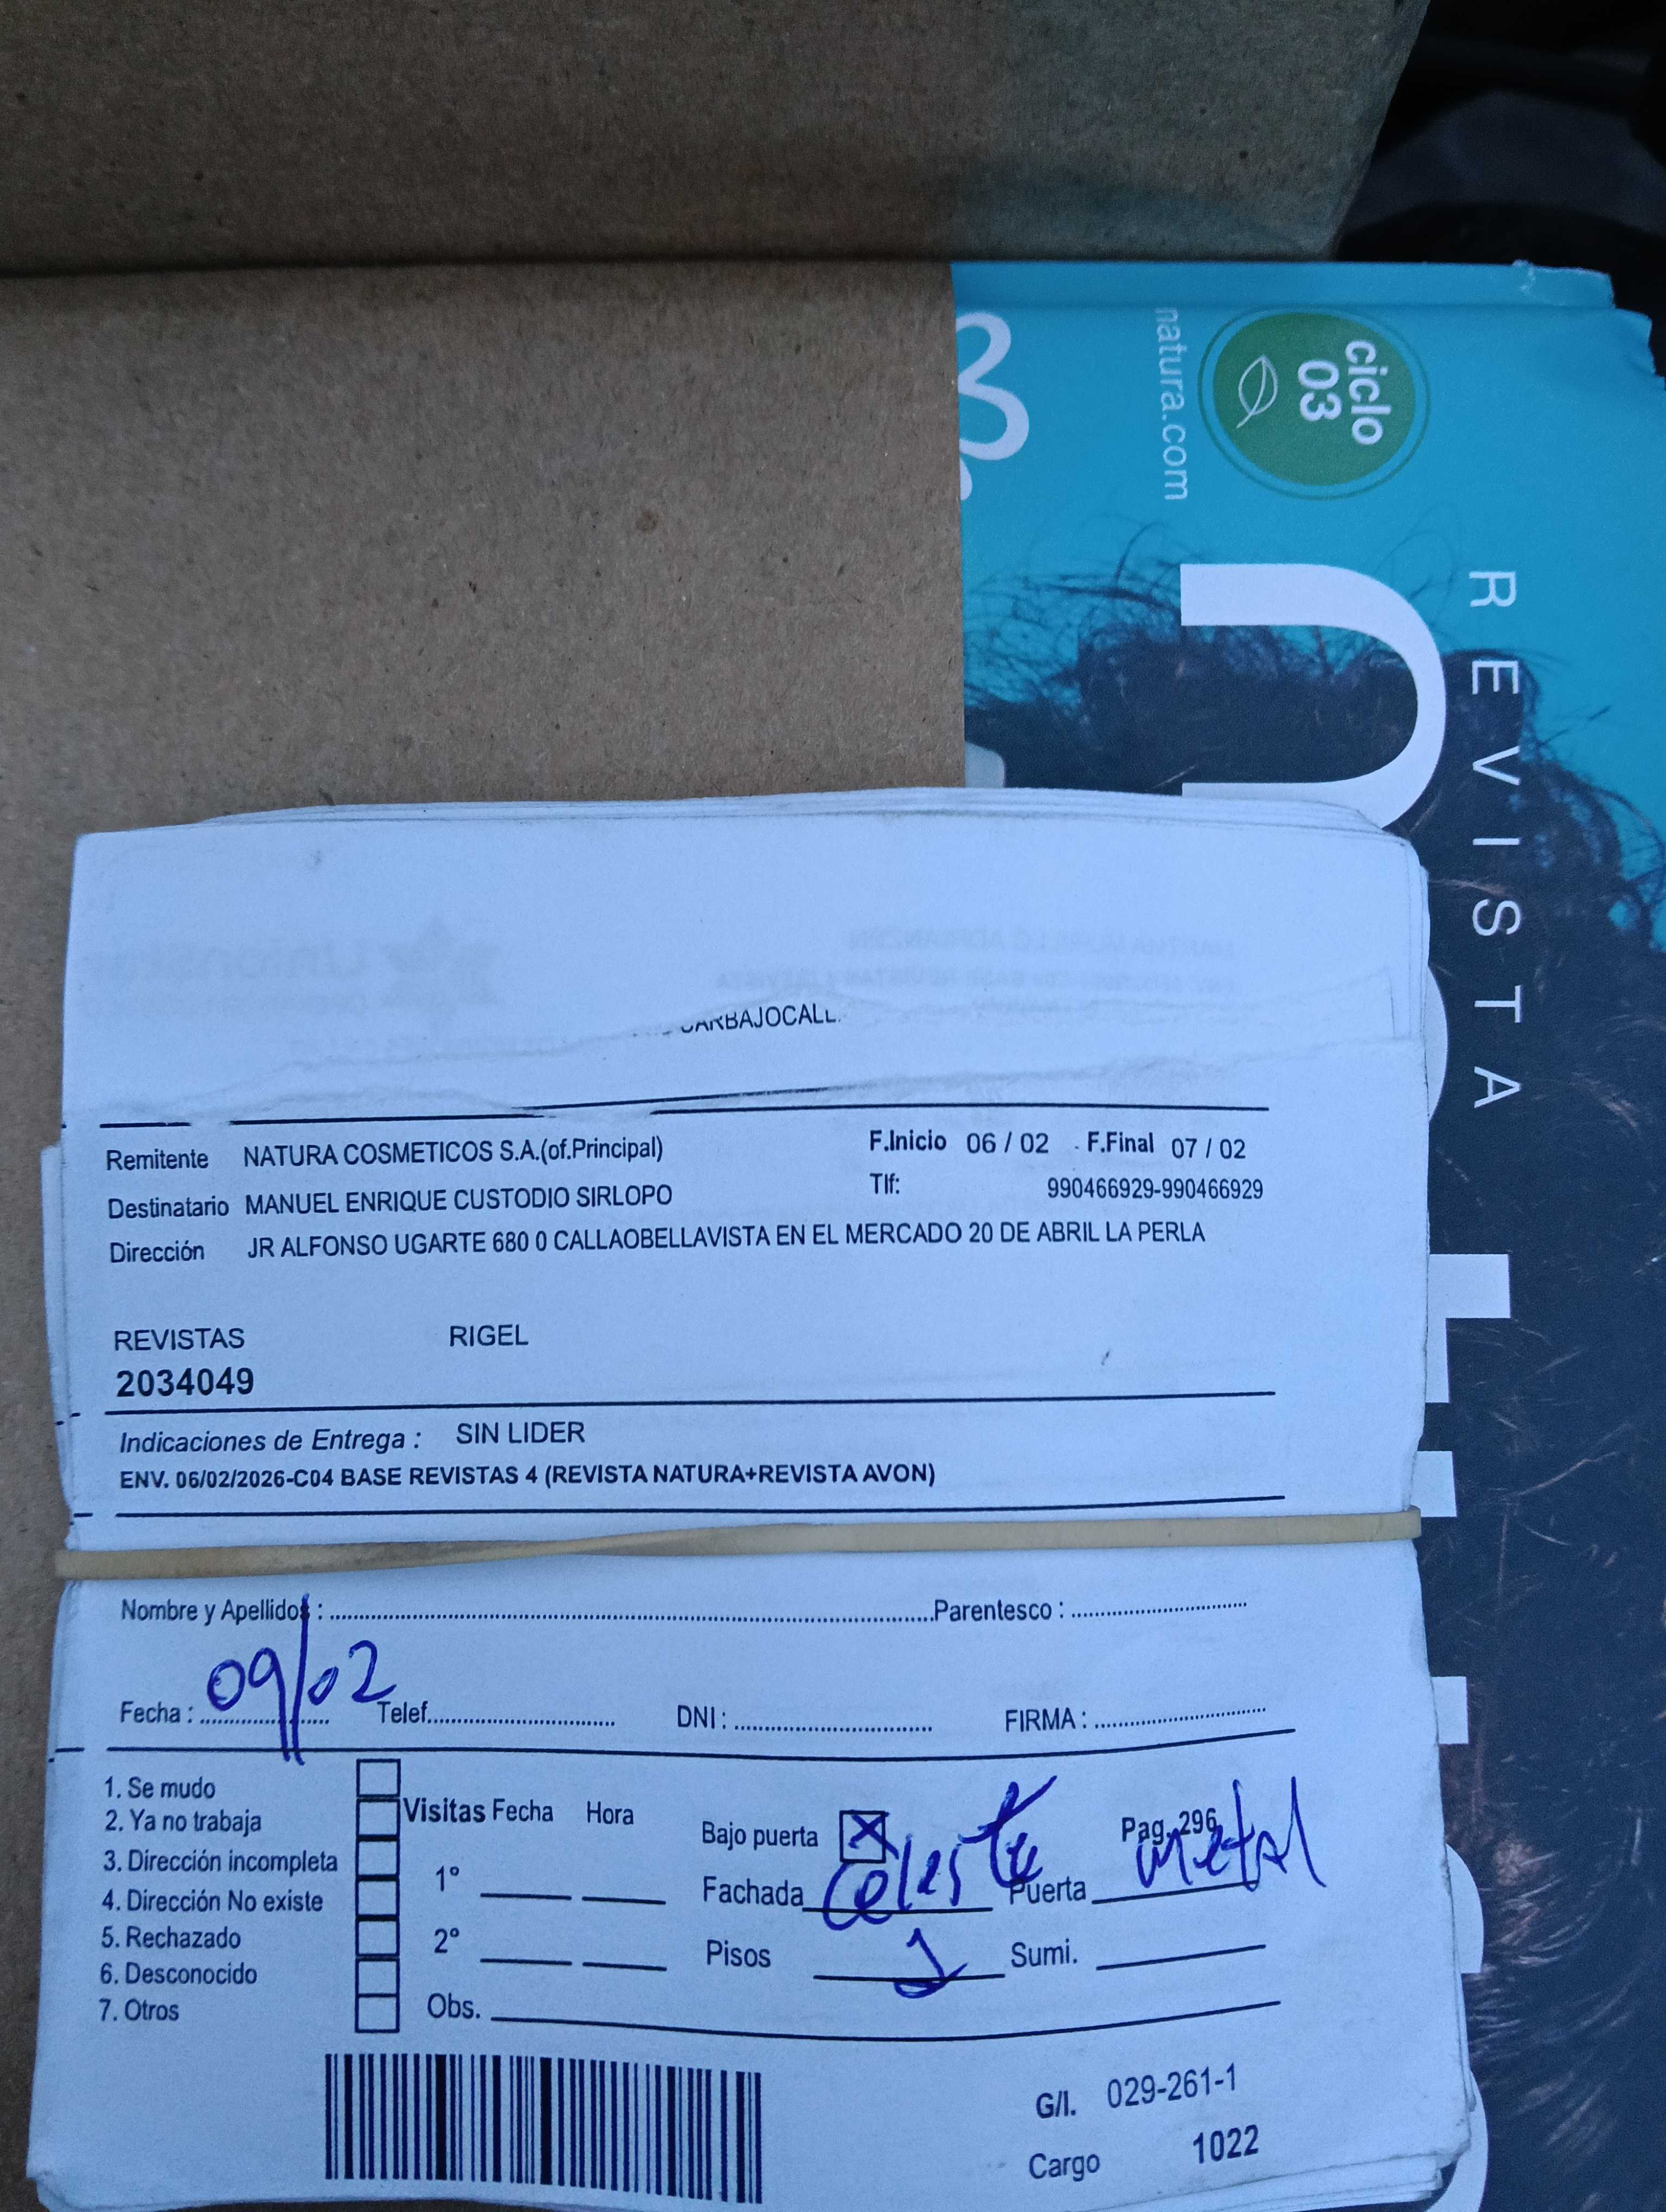 ciclo
03
natura.com
REVISTA
CARBAJOCALL.
Remitente NATURA COSMETICOS S.A.(of.Principal) F.Inicio 06 / 02 F.Final 07 / 02
Destinatario MANUEL ENRIQUE CUSTODIO SIRLOPO Tlf: 990466929-990466929
Dirección JR ALFONSO UGARTE 680 0 CALLAOBELLAVISTA EN EL MERCADO 20 DE ABRIL LA PERLA
REVISTAS RIGEL
2034049
Indicaciones de Entrega : SIN LIDER
ENV. 06/02/2026-C04 BASE REVISTAS 4 (REVISTA NATURA+REVISTA AVON)
Nombre y Apellidos : Parentesco :
Fecha : 09/02 Telef. DNI : FIRMA :
1. Se mudo
2. Ya no trabaja
3. Dirección incompleta
4. Dirección No existe
5. Rechazado
6. Desconocido
7. Otros
Visitas Fecha Hora
1°
2°
Obs.
Bajo puerta X Pag. 296
Fachada celeste Puerta metal
Pisos 1 Sumi.
G/I. 029-261-1
Cargo 1022